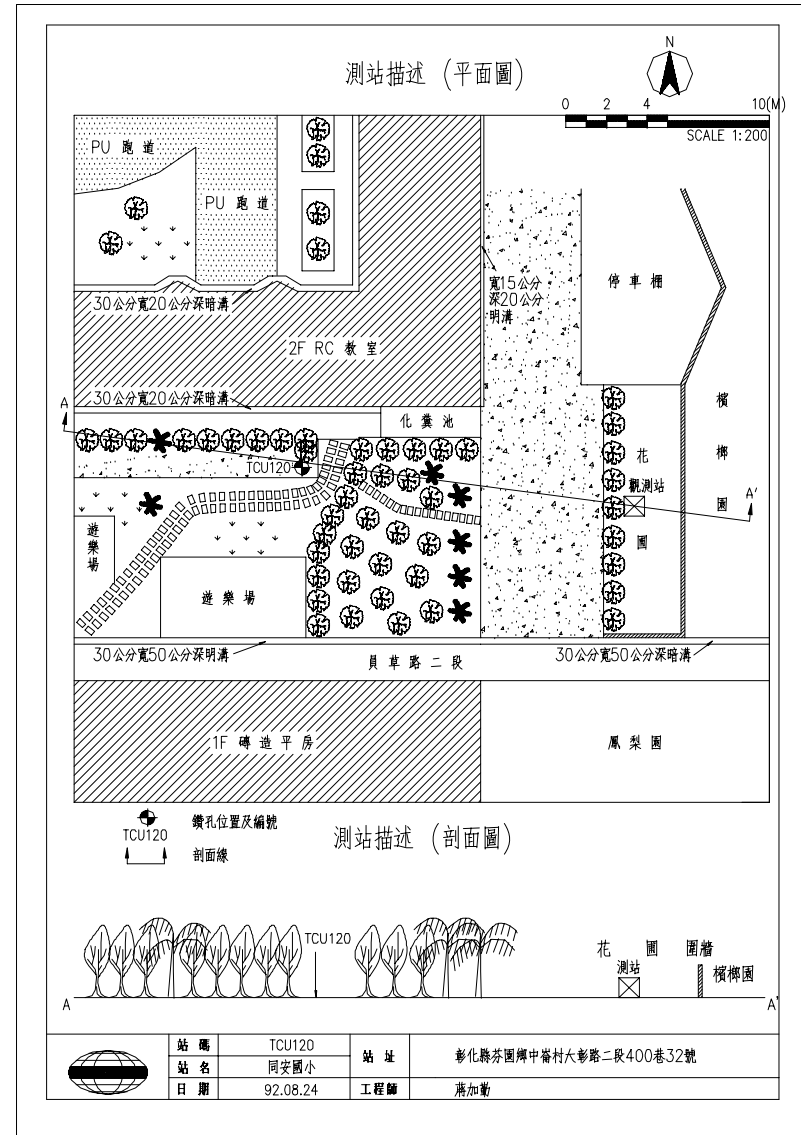 測站描述 (平面圖)
N
0 2 4 10(M)
SCALE 1:200
PU 跑道
PU 跑道
寬15公分
深20公分
明溝
停車棚
30公分寬20公分深暗溝
2F RC 教室
30公分寬20公分深暗溝
A
化糞池
檳榔園
TCU120
花圃
觀測站
A'
遊樂場
遊樂場
30公分寬50公分深明溝
30公分寬50公分深暗溝
員草路二段
1F 磚造平房
鳳梨園
TCU120
鑽孔位置及編號
剖面線
測站描述 (剖面圖)
TCU120
花圃 圍牆
測站
檳榔園
A
A'
站碼 TCU120
站名 同安國小
日期 92.08.24
站址 彰化縣芬園鄉中崙村大彰路二段400巷32號
工程師 蔣加勤